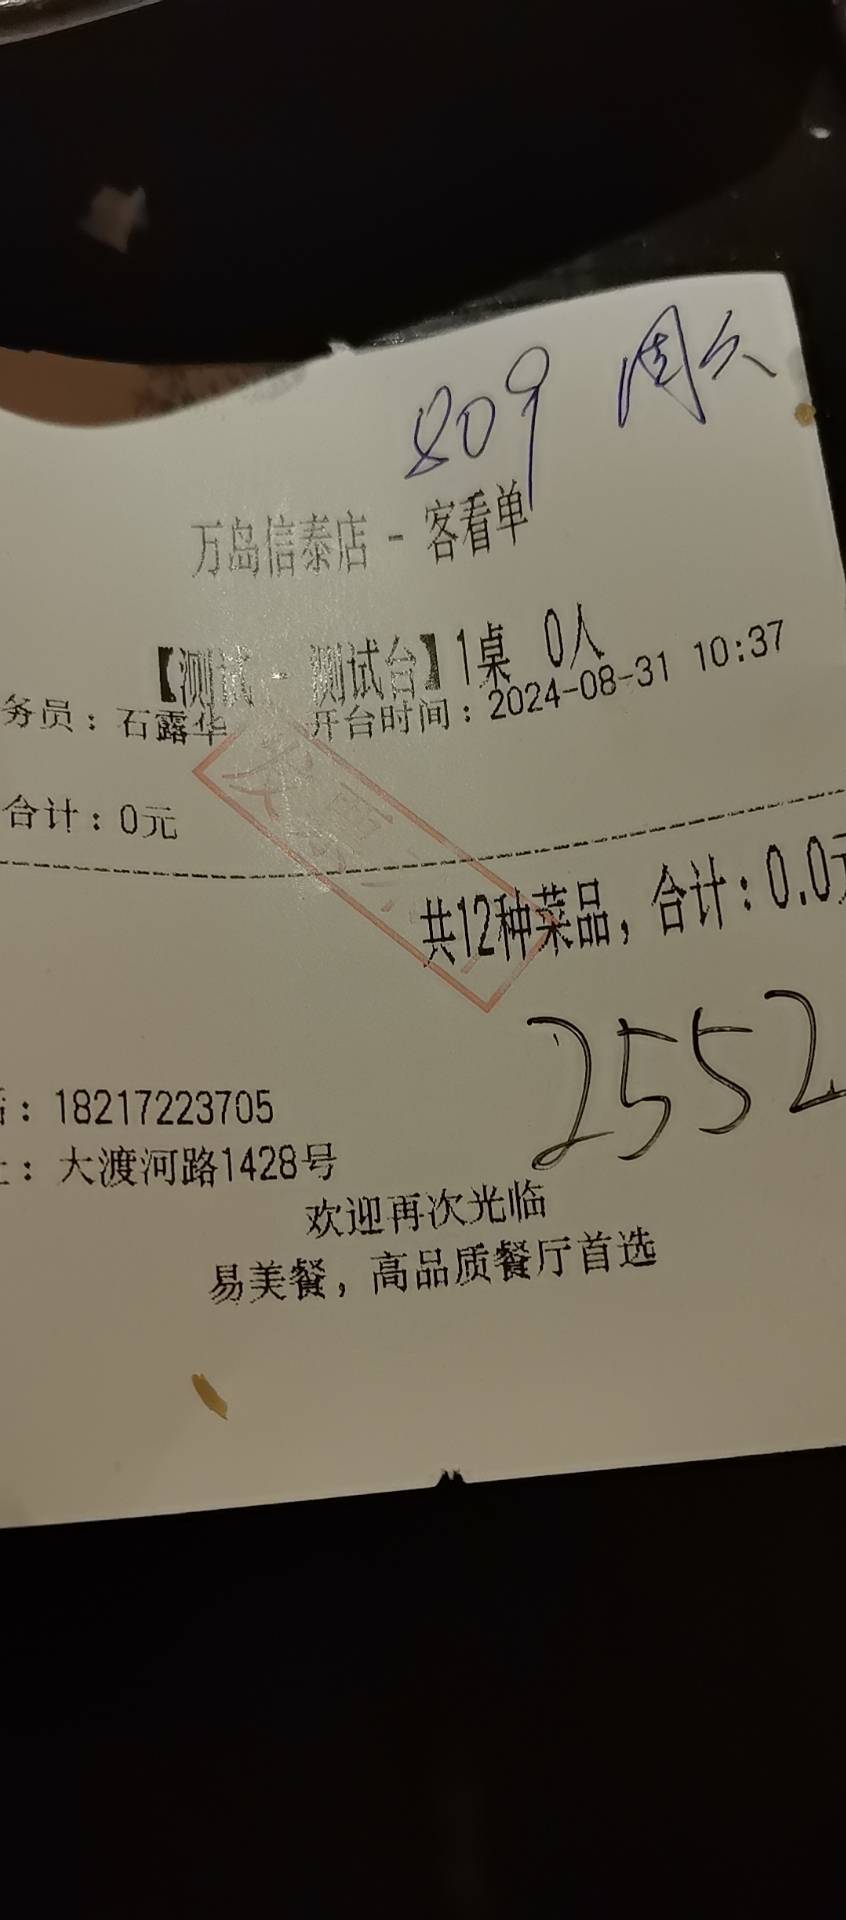 809 周六
万岛信泰店 - 客看单
【测试 - 测试台】1桌 0人
务员：石露华 开台时间：2024-08-31 10:37
合计：0元
发票
共12种菜品，合计：0.0元
2552
：18217223705
：大渡河路1428号
欢迎再次光临
易美餐，高品质餐厅首选